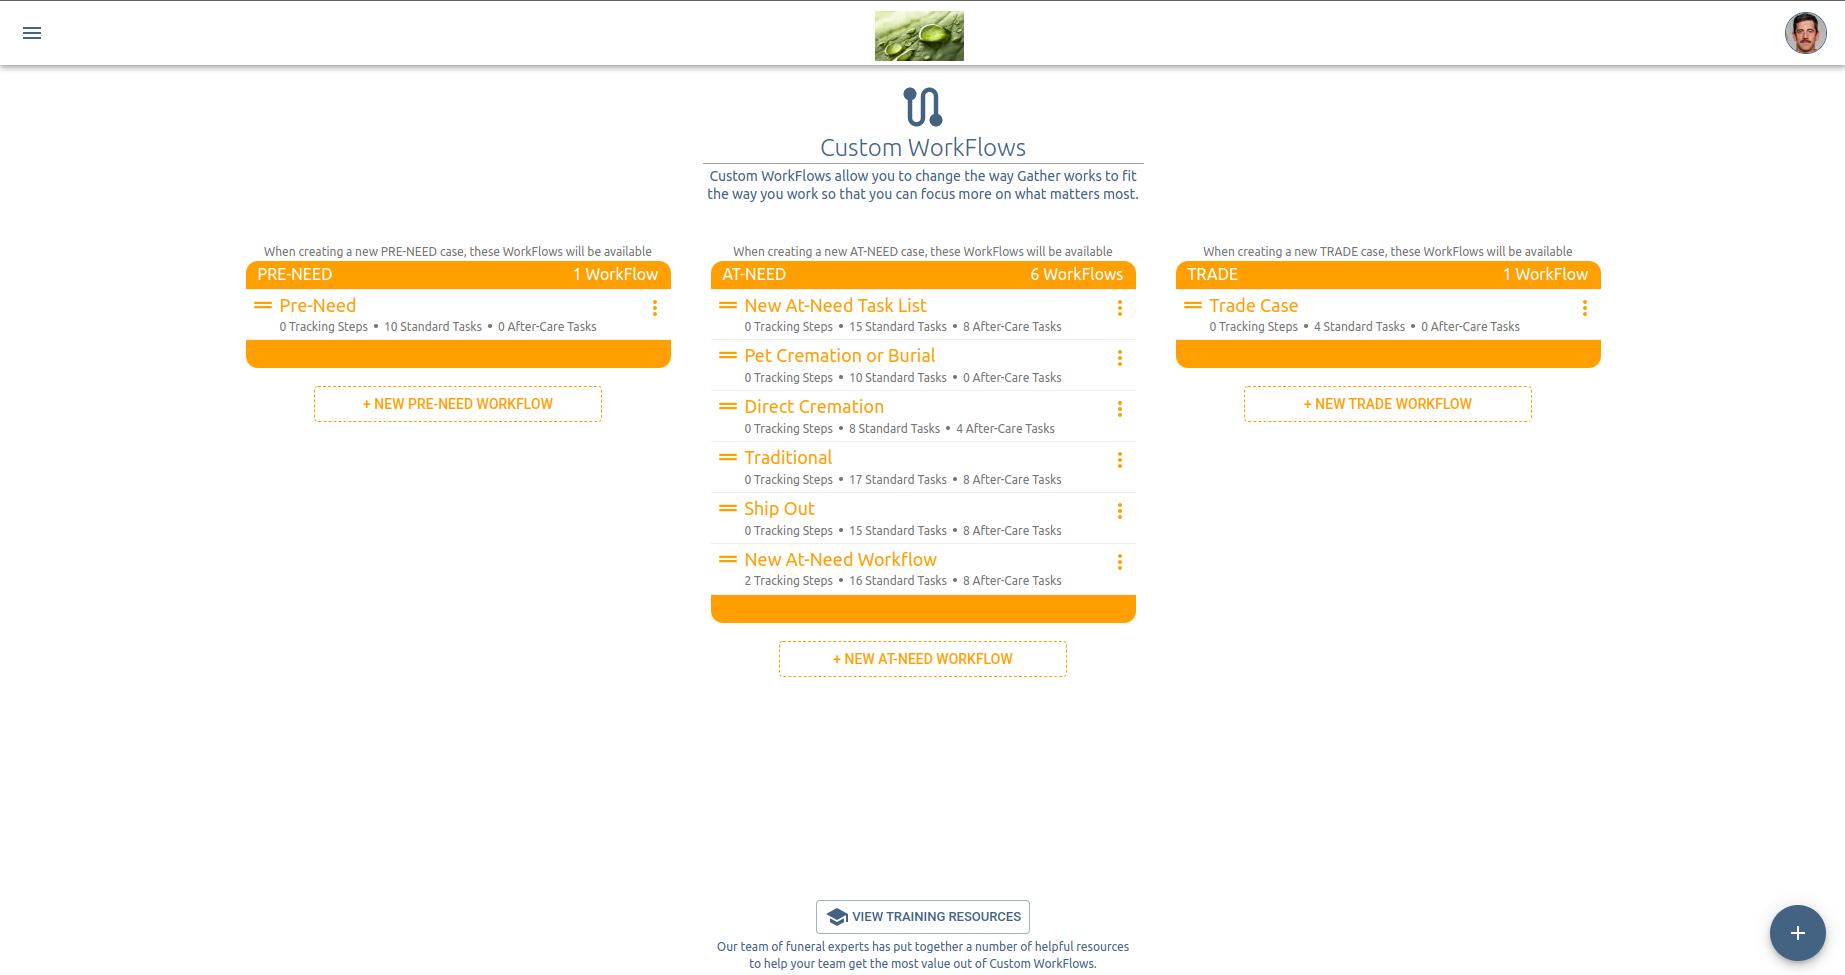 Custom WorkFlows
Custom WorkFlows allow you to change the way Gather works to fit
the way you work so that you can focus more on what matters most.
When creating a new PRE-NEED case, these WorkFlows will be available
PRE-NEED 1 WorkFlow
Pre-Need
0 Tracking Steps • 10 Standard Tasks • 0 After-Care Tasks
+ NEW PRE-NEED WORKFLOW
When creating a new AT-NEED case, these WorkFlows will be available
AT-NEED 6 WorkFlows
New At-Need Task List
0 Tracking Steps • 15 Standard Tasks • 8 After-Care Tasks
Pet Cremation or Burial
0 Tracking Steps • 10 Standard Tasks • 0 After-Care Tasks
Direct Cremation
0 Tracking Steps • 8 Standard Tasks • 4 After-Care Tasks
Traditional
0 Tracking Steps • 17 Standard Tasks • 8 After-Care Tasks
Ship Out
0 Tracking Steps • 15 Standard Tasks • 8 After-Care Tasks
New At-Need Workflow
2 Tracking Steps • 16 Standard Tasks • 8 After-Care Tasks
+ NEW AT-NEED WORKFLOW
When creating a new TRADE case, these WorkFlows will be available
TRADE 1 WorkFlow
Trade Case
0 Tracking Steps • 4 Standard Tasks • 0 After-Care Tasks
+ NEW TRADE WORKFLOW
VIEW TRAINING RESOURCES
Our team of funeral experts has put together a number of helpful resources
to help your team get the most value out of Custom WorkFlows.